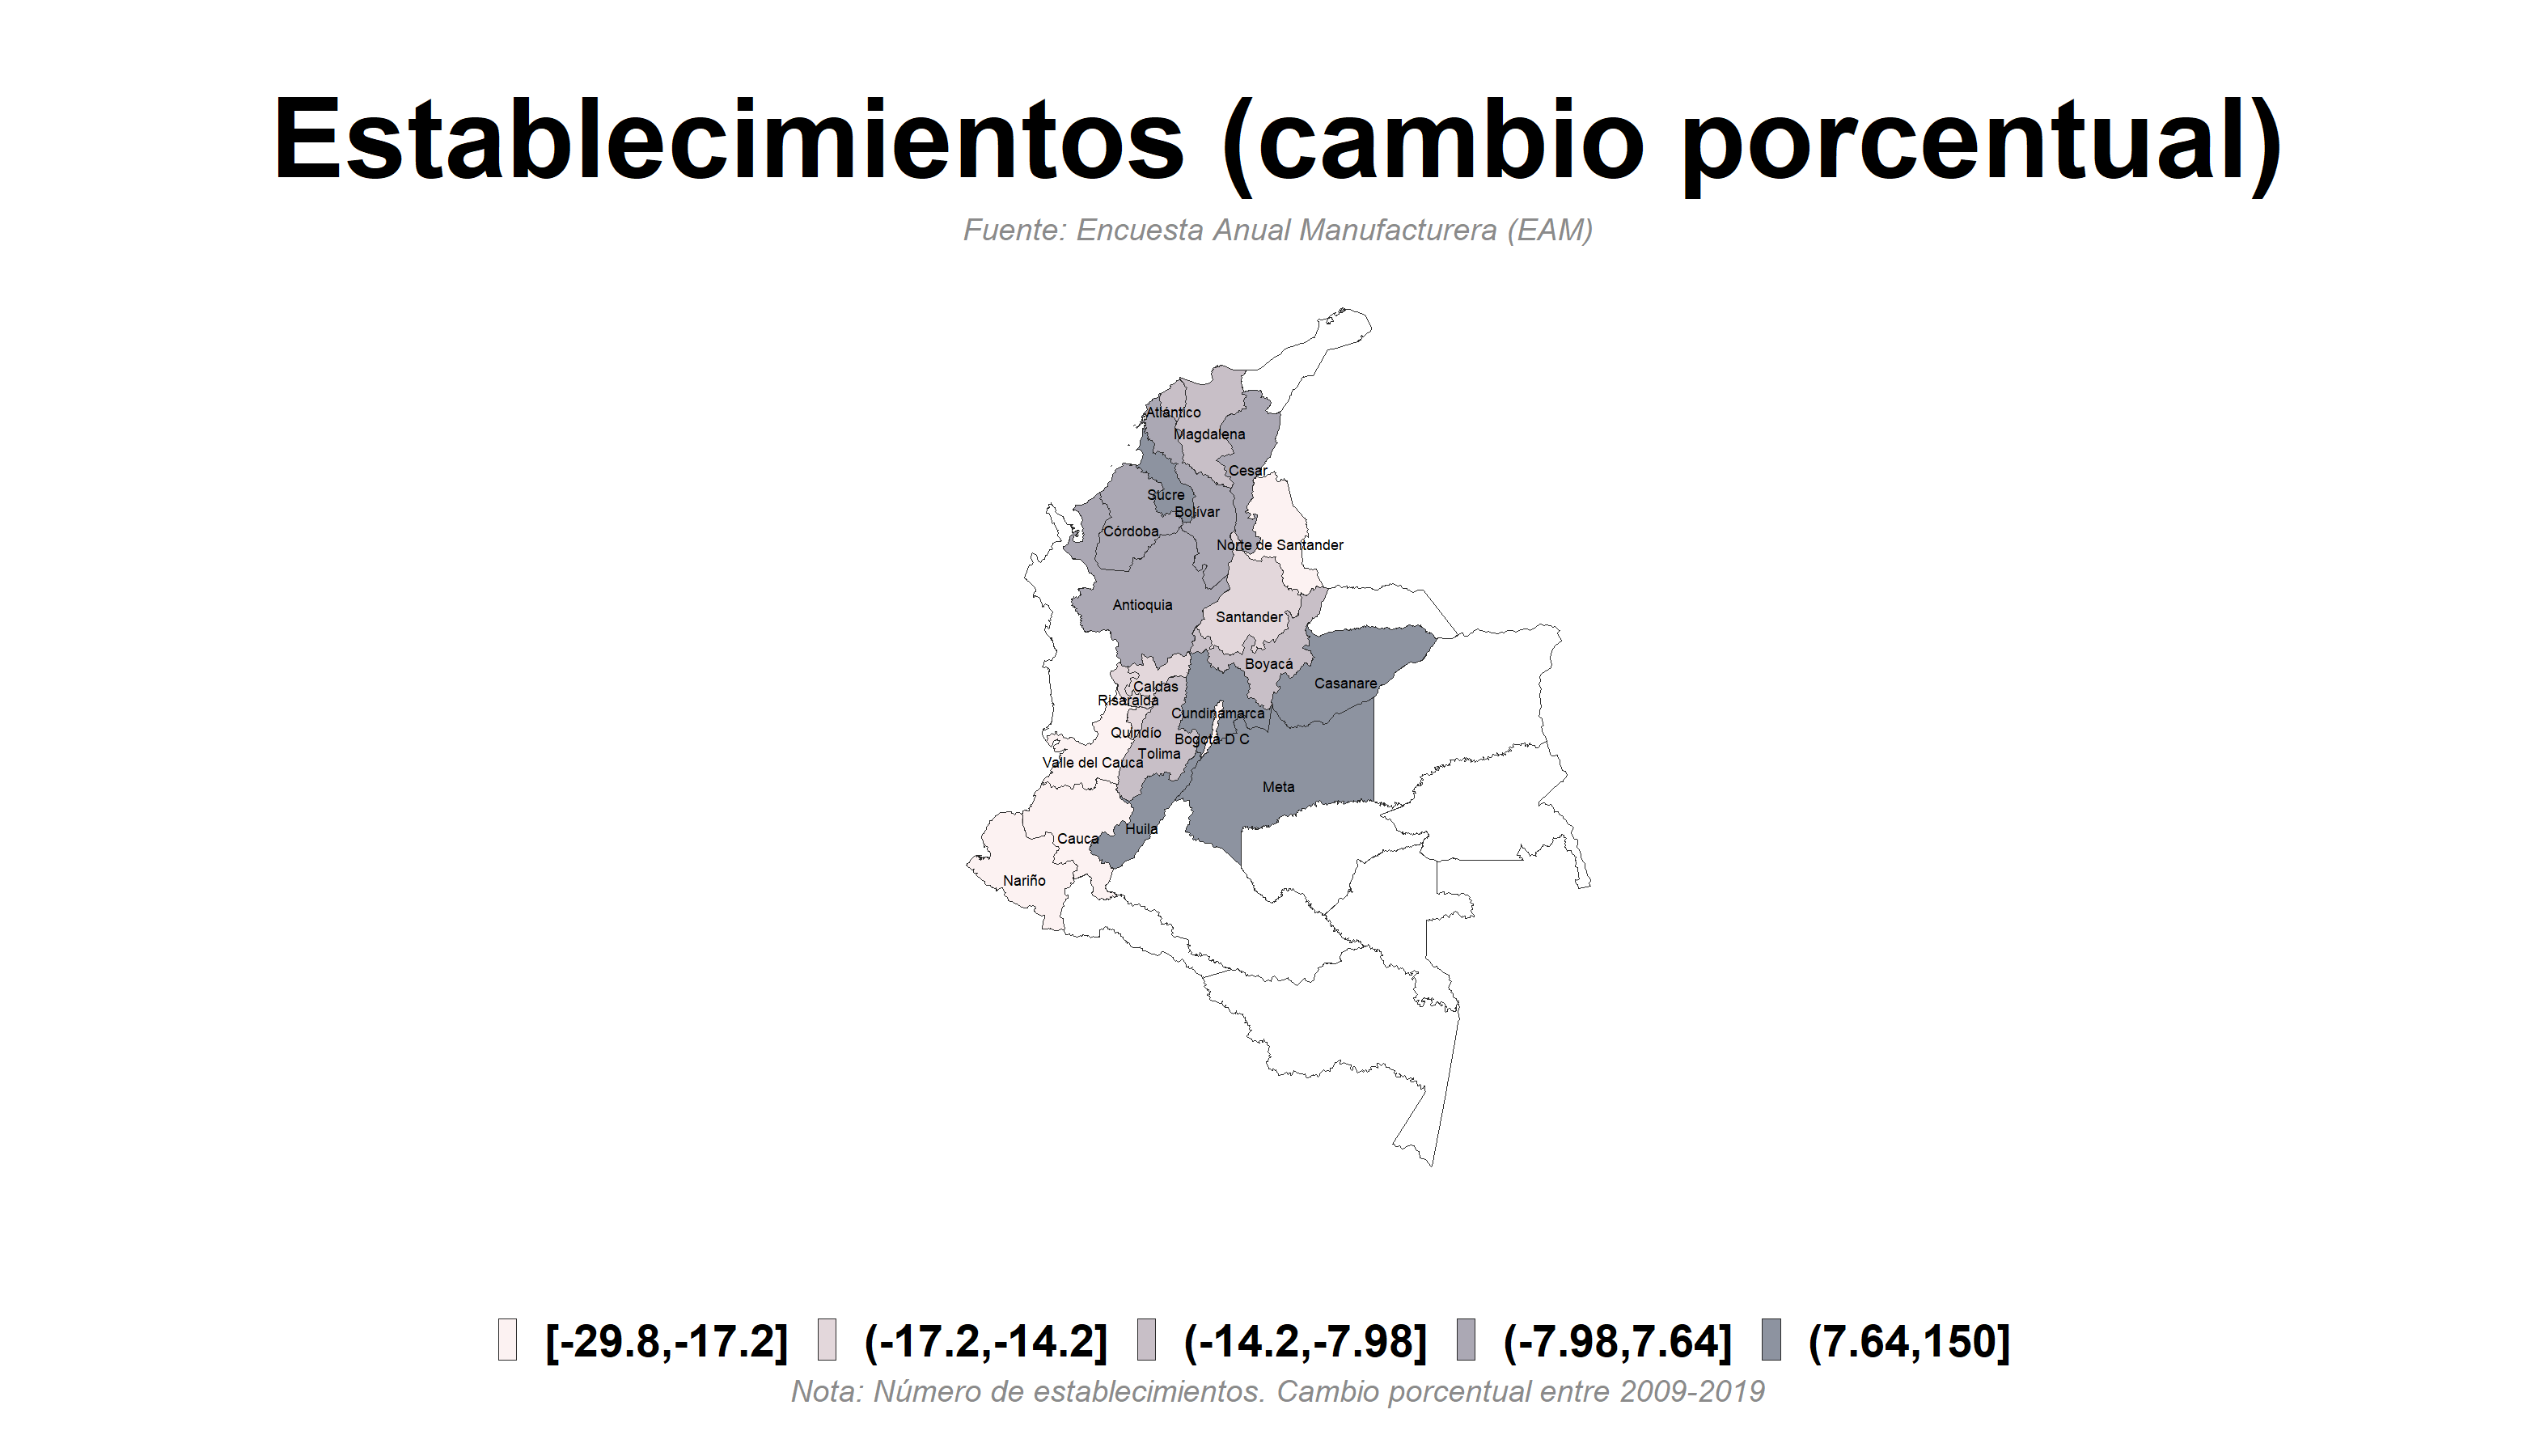 Establecimientos (cambio porcentual)
Fuente: Encuesta Anual Manufacturera (EAM)
Atlántico
Magdalena
Cesar
Sucre
Bolívar
Córdoba
Norte de Santander
Antioquia
Santander
Boyacá
Casanare
Caldas
Risaralda
Cundinamarca
Quindío
Bogotá D C
Tolima
Valle del Cauca
Meta
Huila
Cauca
Nariño
[-29.8,-17.2] (-17.2,-14.2] (-14.2,-7.98] (-7.98,7.64] (7.64,150]
Nota: Número de establecimientos. Cambio porcentual entre 2009-2019